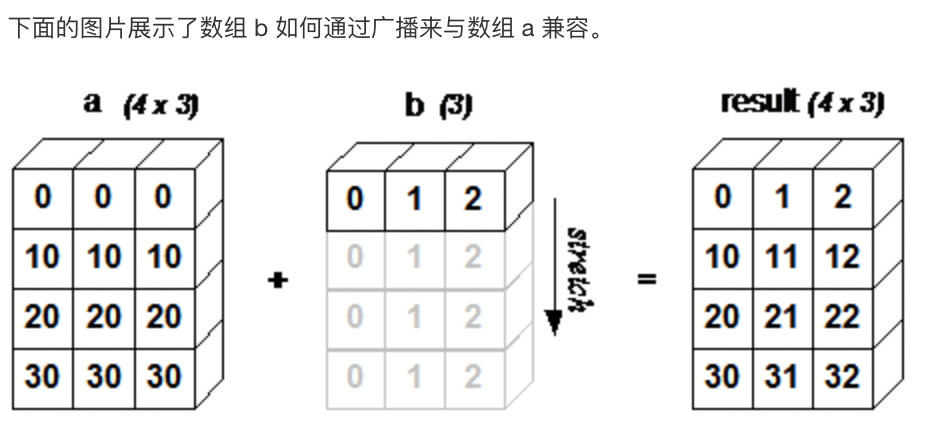 下面的图片展示了数组 b 如何通过广播来与数组 a 兼容。
a (4 x 3)
b (3)
result (4 x 3)
0 0 0
10 10 10
20 20 20
30 30 30
+
0 1 2
0 1 2
0 1 2
0 1 2
stretch
=
0 1 2
10 11 12
20 21 22
30 31 32